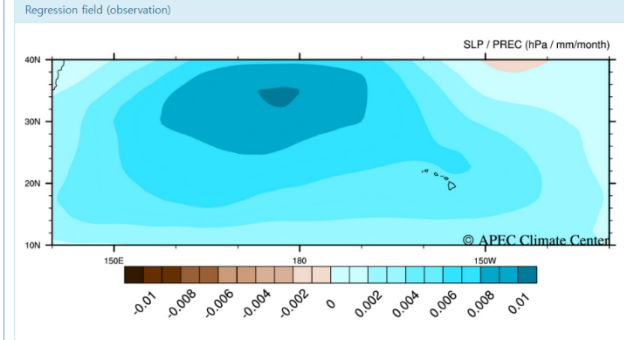 Regression field (observation)
SLP / PREC (hPa / mm/month)
40N
30N
20N
10N
© APEC Climate Center
150E 180 150W
-0.01 -0.008 -0.006 -0.004 -0.002 0 0.002 0.004 0.006 0.008 0.01